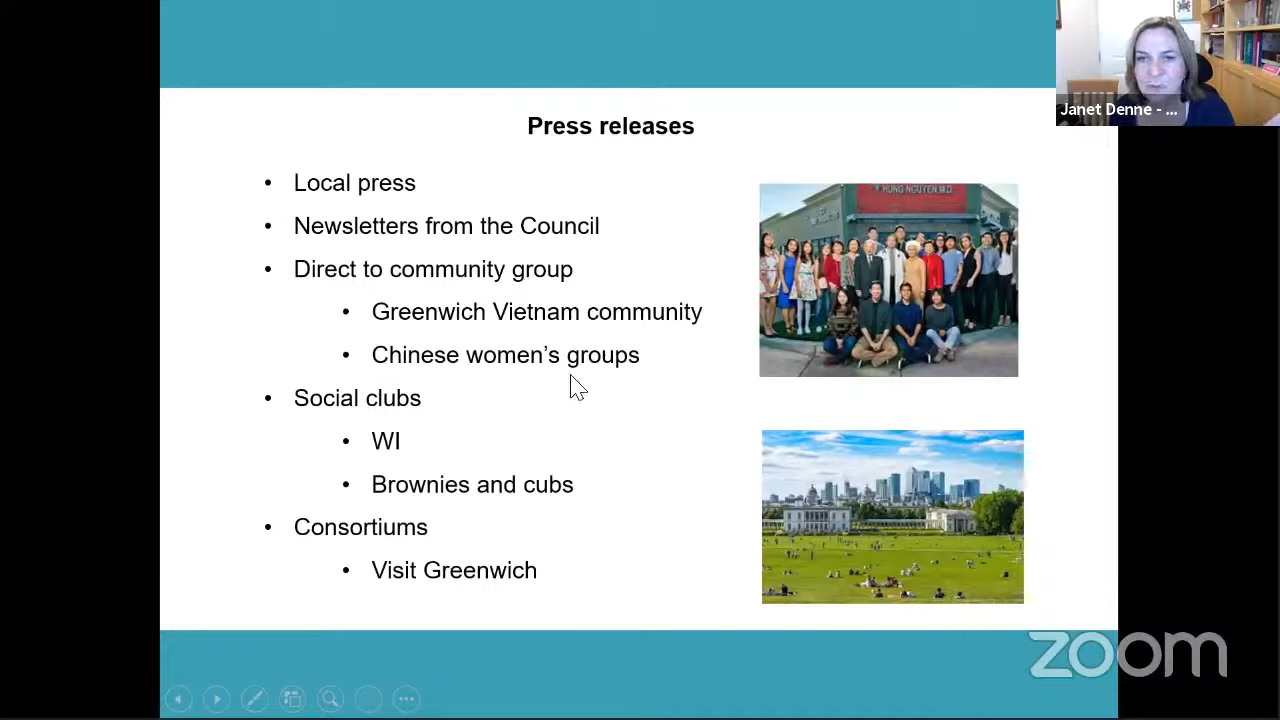 Press releases
• Local press
• Newsletters from the Council
• Direct to community group
• Greenwich Vietnam community
• Chinese women's groups
• Social clubs
• WI
• Brownies and cubs
• Consortiums
• Visit Greenwich
HUNG NGUYEN M.D.
Janet Denne - ...
zoom